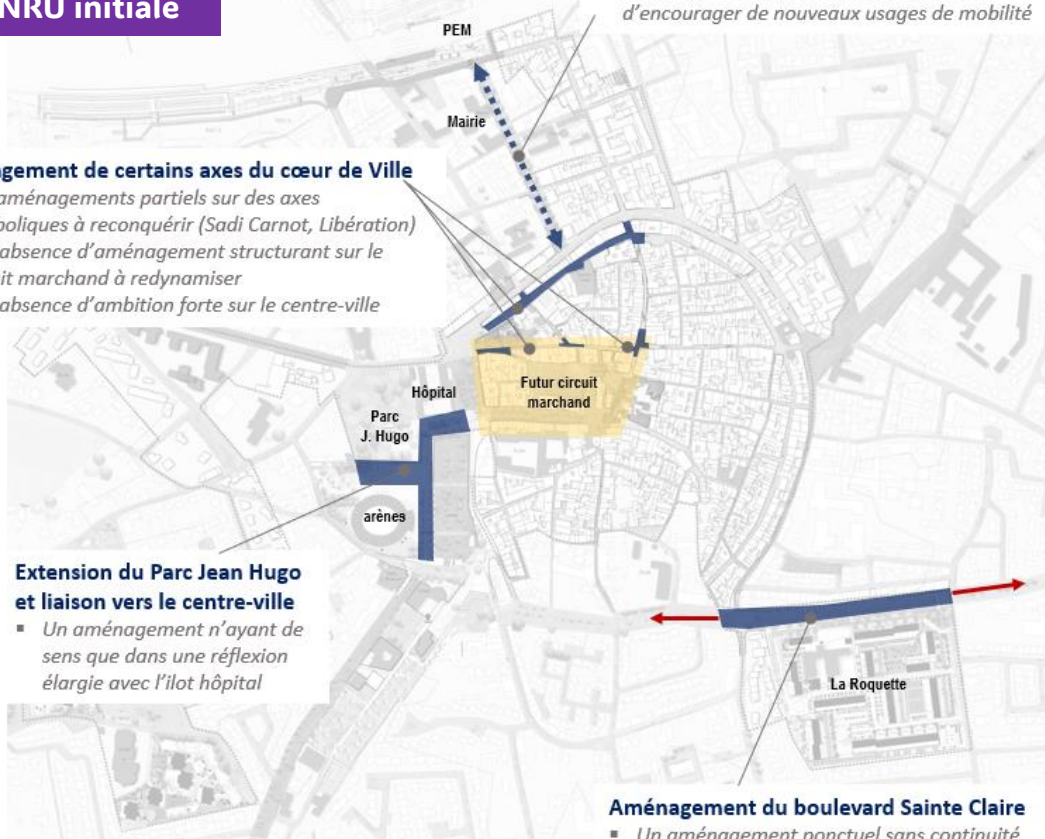 NRU initiale
d'encourager de nouveaux usages de mobilité
PEM
Mairie
gement de certains axes du cœur de Ville
aménagements partiels sur des axes
boliques à reconquérir (Sadi Carnot, Libération)
absence d'aménagement structurant sur le
it marchand à redynamiser
absence d'ambition forte sur le centre-ville
Futur circuit
marchand
Hôpital
Parc
J. Hugo
arènes
Extension du Parc Jean Hugo
et liaison vers le centre-ville
▪ Un aménagement n'ayant de
sens que dans une réflexion
élargie avec l'ilot hôpital
La Roquette
Aménagement du boulevard Sainte Claire
▪ Un aménagement ponctuel sans continuité